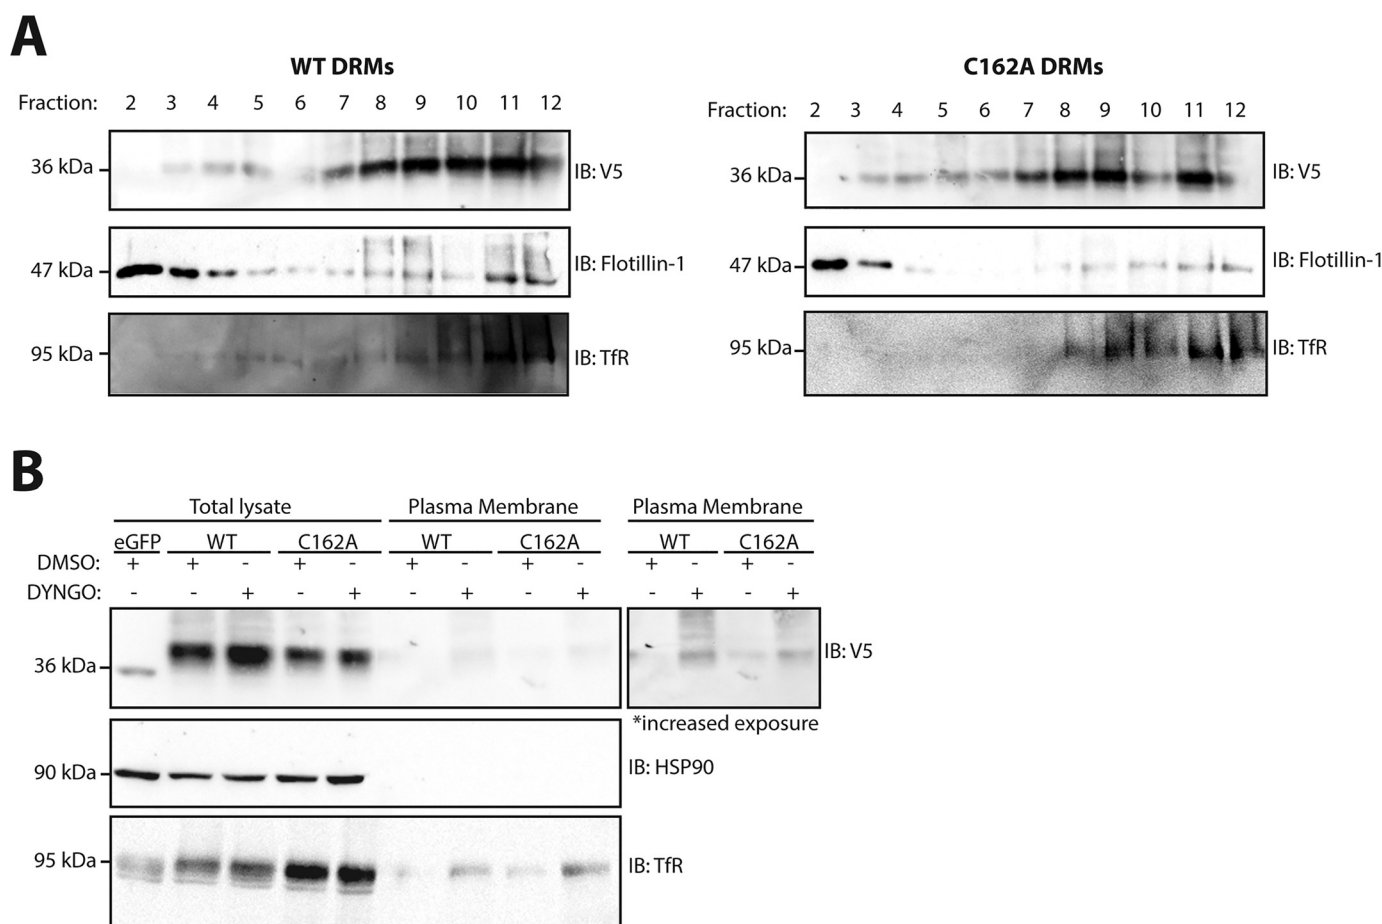 A
WT DRMs
Fraction: 2 3 4 5 6 7 8 9 10 11 12
36 kDa
IB: V5
47 kDa
IB: Flotillin-1
95 kDa
IB: TfR
C162A DRMs
Fraction: 2 3 4 5 6 7 8 9 10 11 12
36 kDa
IB: V5
47 kDa
IB: Flotillin-1
95 kDa
IB: TfR
B
Total lysate Plasma Membrane Plasma Membrane
eGFP WT C162A WT C162A WT C162A
DMSO: + + - + - + - + - + - + -
DYNGO: - - + - + - + - + - + - +
36 kDa
IB: V5
*increased exposure
90 kDa
IB: HSP90
95 kDa
IB: TfR